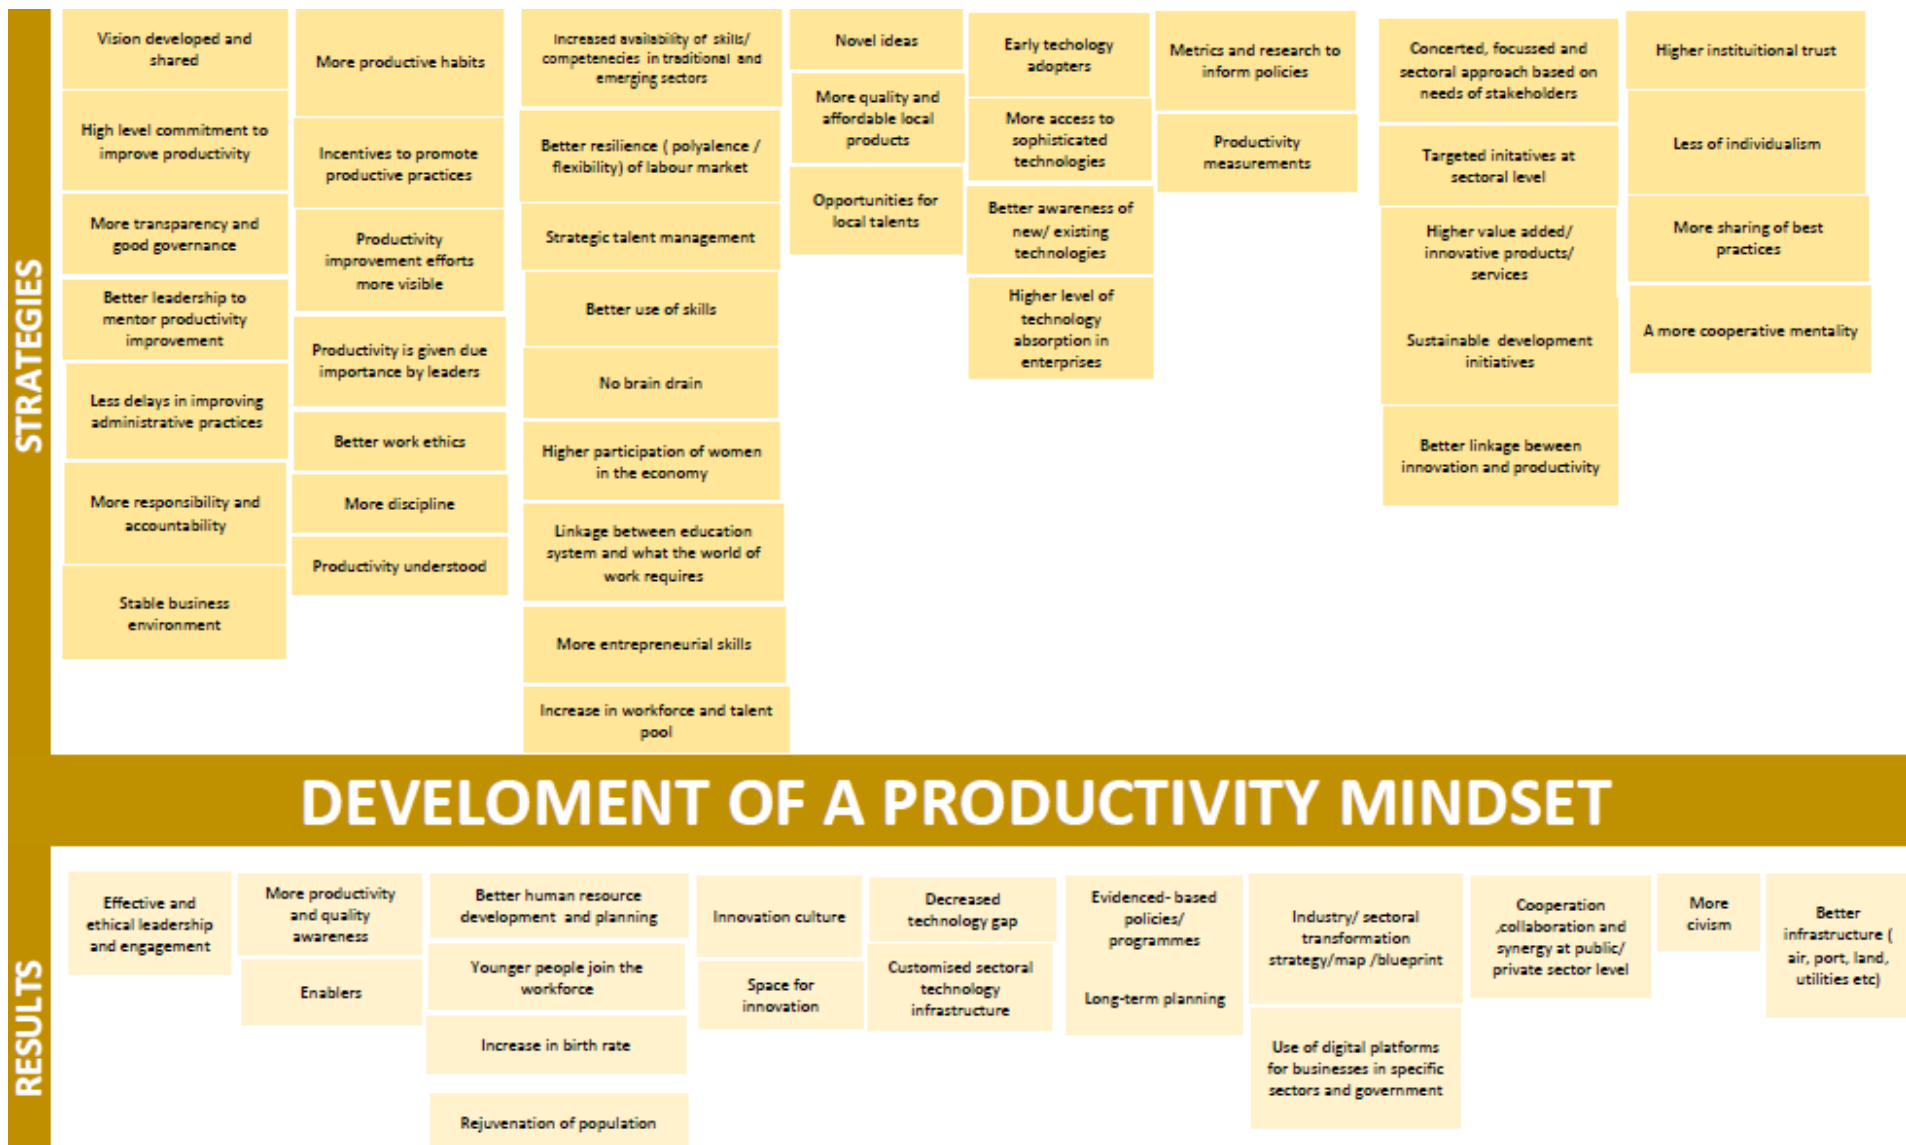 STRATEGIES
Vision developed and
shared
High level commitment to
improve productivity
More transparency and
good governance
Better leadership to
mentor productivity
improvement
Less delays in improving
administrative practices
More responsibility and
accountability
Stable business
environment
More productive habits
Incentives to promote
productive practices
Productivity
improvement efforts
more visible
Productivity is given due
importance by leaders
Better work ethics
More discipline
Productivity understood
Increased availability of skills/
competenecies in traditional and
emerging sectors
Better resilience ( polyalence /
flexibility) of labour market
Strategic talent management
Better use of skills
No brain drain
Higher participation of women
in the economy
Linkage between education
system and what the world of
work requires
More entrepreneurial skills
Increase in workforce and talent
pool
Novel ideas
More quality and
affordable local
products
Opportunities for
local talents
Early techology
adopters
More access to
sophisticated
technologies
Better awareness of
new/ existing
technologies
Higher level of
technology
absorption in
enterprises
Metrics and research to
inform policies
Productivity
measurements
Concerted, focussed and
sectoral approach based on
needs of stakeholders
Targeted initatives at
sectoral level
Higher value added/
innovative products/
services
Sustainable development
initiatives
Better linkage beween
innovation and productivity
Higher instituitional trust
Less of individualism
More sharing of best
practices
A more cooperative mentality
DEVELOMENT OF A PRODUCTIVITY MINDSET
RESULTS
Effective and
ethical leadership
and engagement
More productivity
and quality
awareness
Enablers
Better human resource
development and planning
Younger people join the
workforce
Increase in birth rate
Rejuvenation of population
Innovation culture
Space for
innovation
Decreased
technology gap
Customised sectoral
technology
infrastructure
Evidenced- based
policies/
programmes
Long-term planning
Industry/ sectoral
transformation
strategy/map /blueprint
Use of digital platforms
for businesses in specific
sectors and government
Cooperation
,collaboration and
synergy at public/
private sector level
More
civism
Better
infrastructure (
air, port, land,
utilities etc)